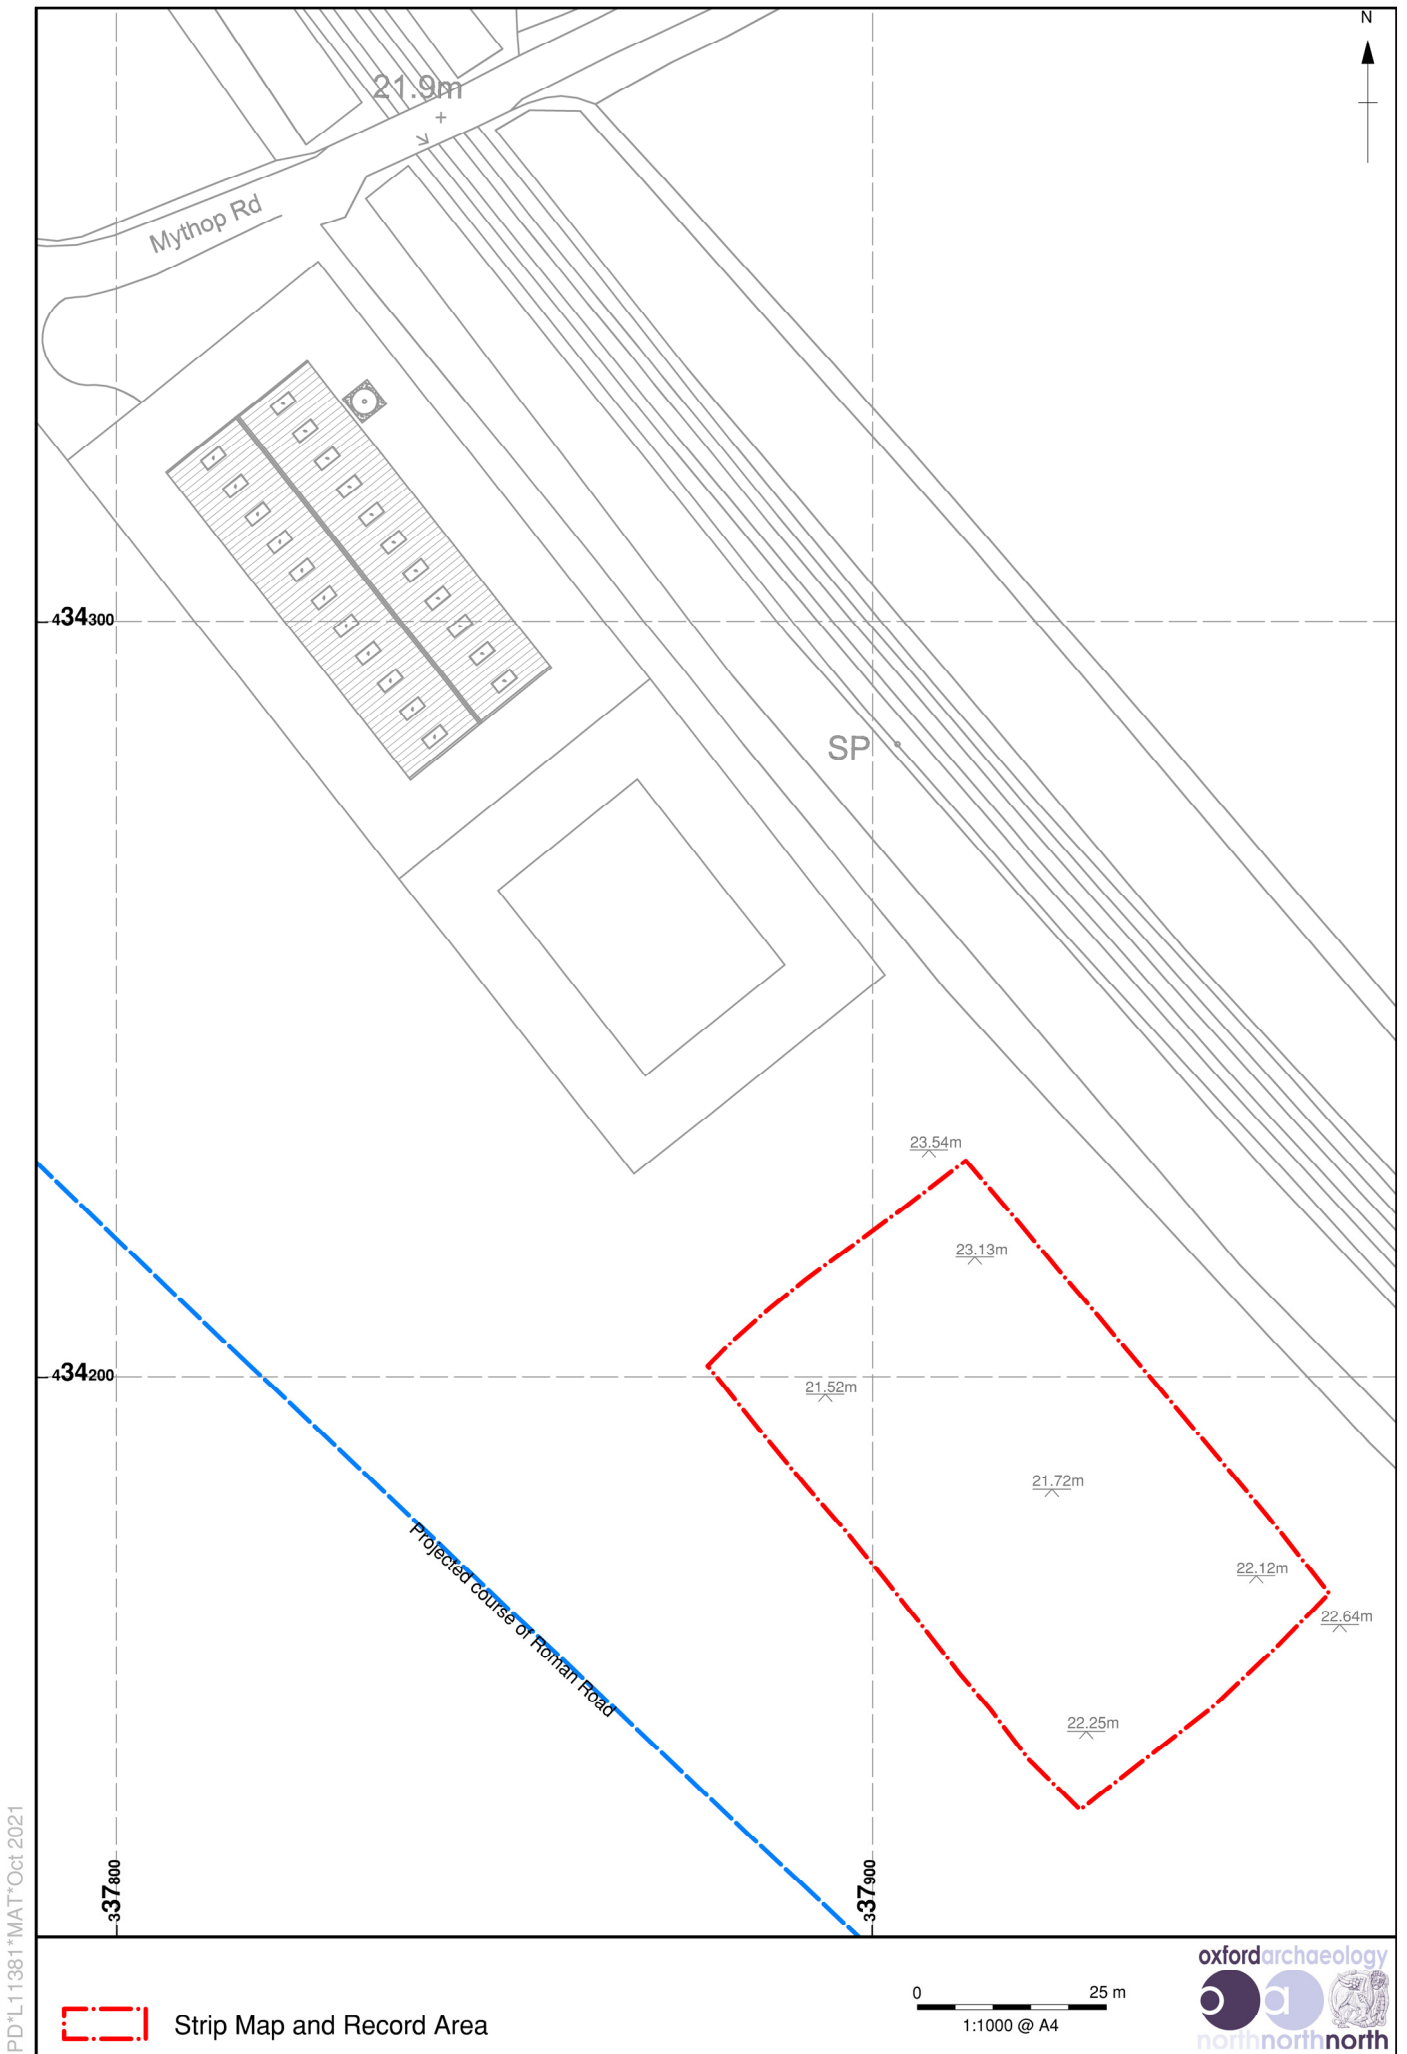 N
21.9m
Mythop Rd
434300
SP
23.54m
23.13m
434200
21.52m
21.72m
22.12m
22.64m
Projected course of Roman Road
22.25m
337800
337900
PD*L11381*MAT*Oct 2021
Strip Map and Record Area
0 25 m
1:1000 @ A4
oxfordarchaeology
oa
northnorthnorth